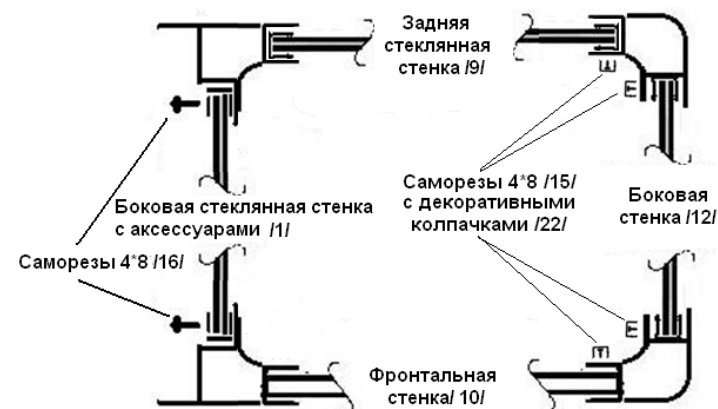 Задняя
стеклянная
стенка /9/
Саморезы 4*8 /15/
с декоративными
колпачками /22/
Боковая
стенка /12/
Боковая стеклянная стенка
с аксессуарами /1/
Саморезы 4*8 /16/
Фронтальная
стенка/ 10/